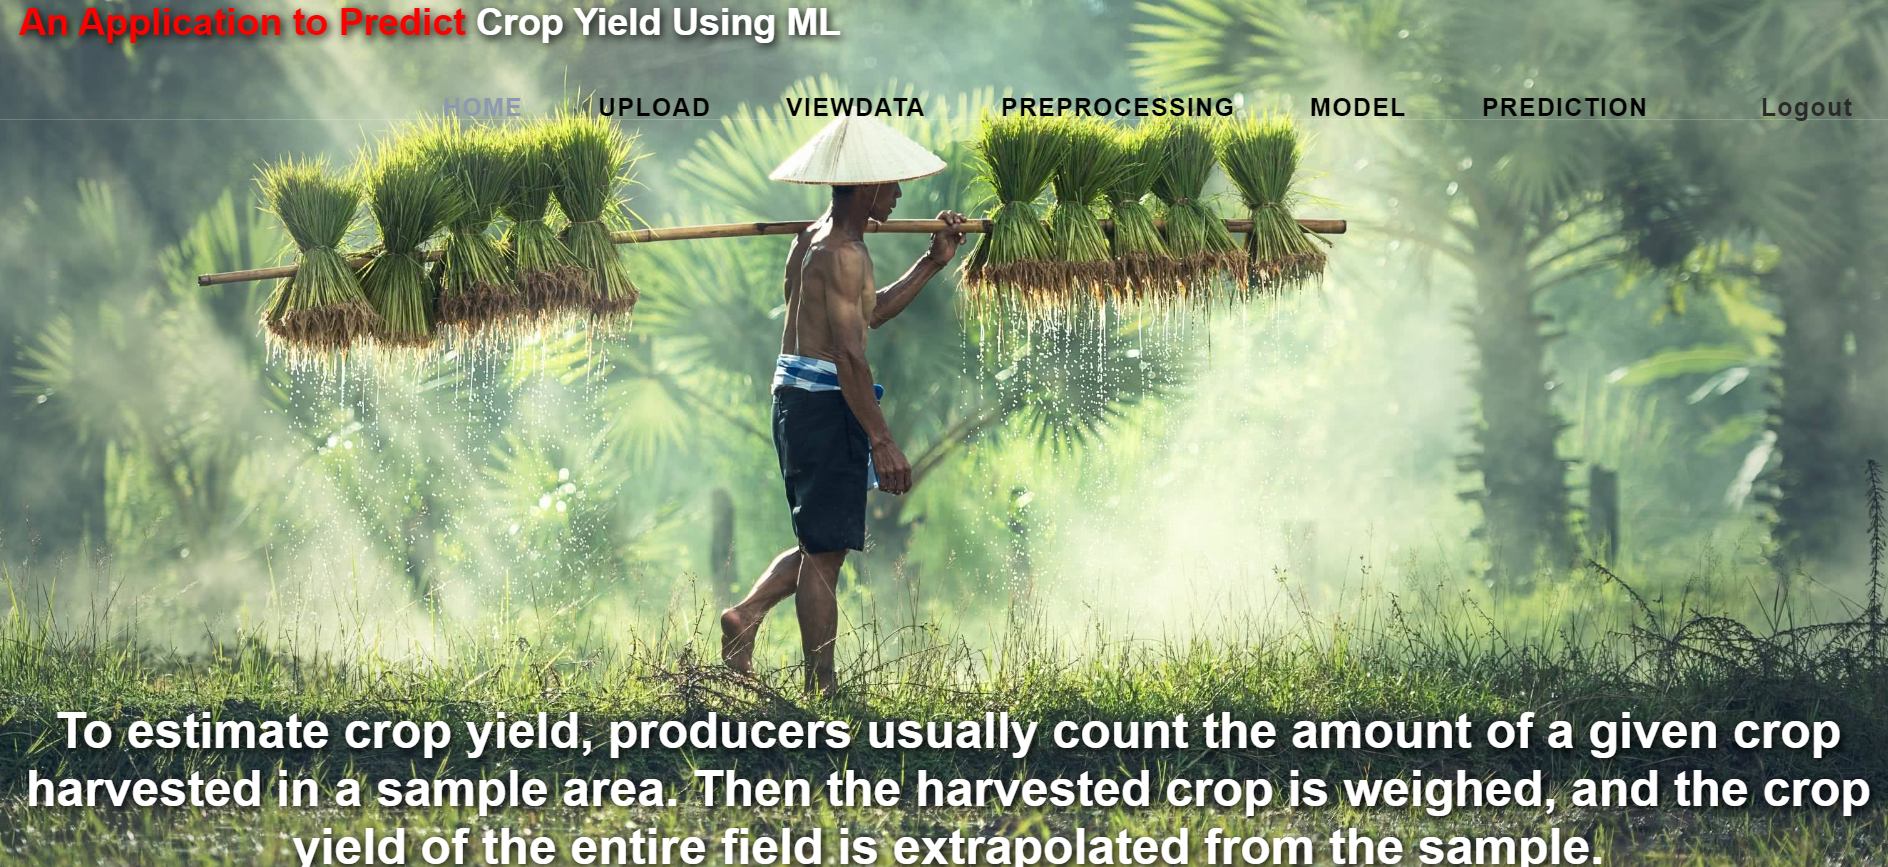 An Application to Predict Crop Yield Using ML
HOME UPLOAD VIEWDATA PREPROCESSING MODEL PREDICTION Logout
To estimate crop yield, producers usually count the amount of a given crop
harvested in a sample area. Then the harvested crop is weighed, and the crop
yield of the entire field is extrapolated from the sample.